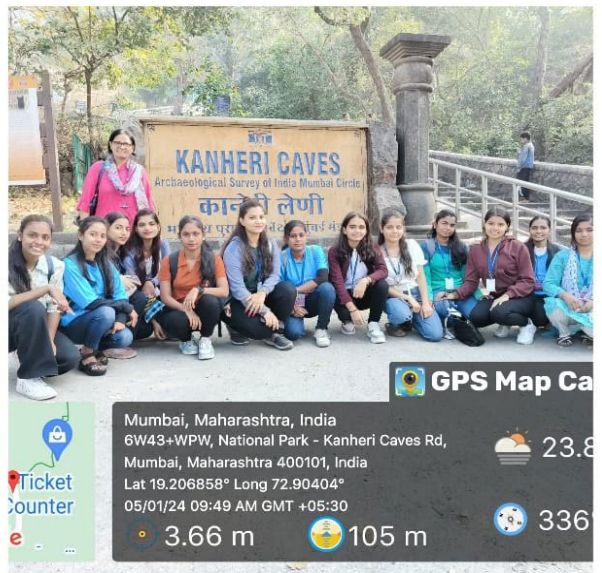 KANHERI CAVES
Archaeological Survey of India Mumbai Circle
लेणी
GPS Map Ca
Mumbai, Maharashtra, India
6W43+WPW, National Park - Kanheri Caves Rd,
Mumbai, Maharashtra 400101, India
Lat 19.206858° Long 72.90404°
05/01/24 09:49 AM GMT +05:30
3.66 m
105 m
23.8
336°
Ticket
Counter
e